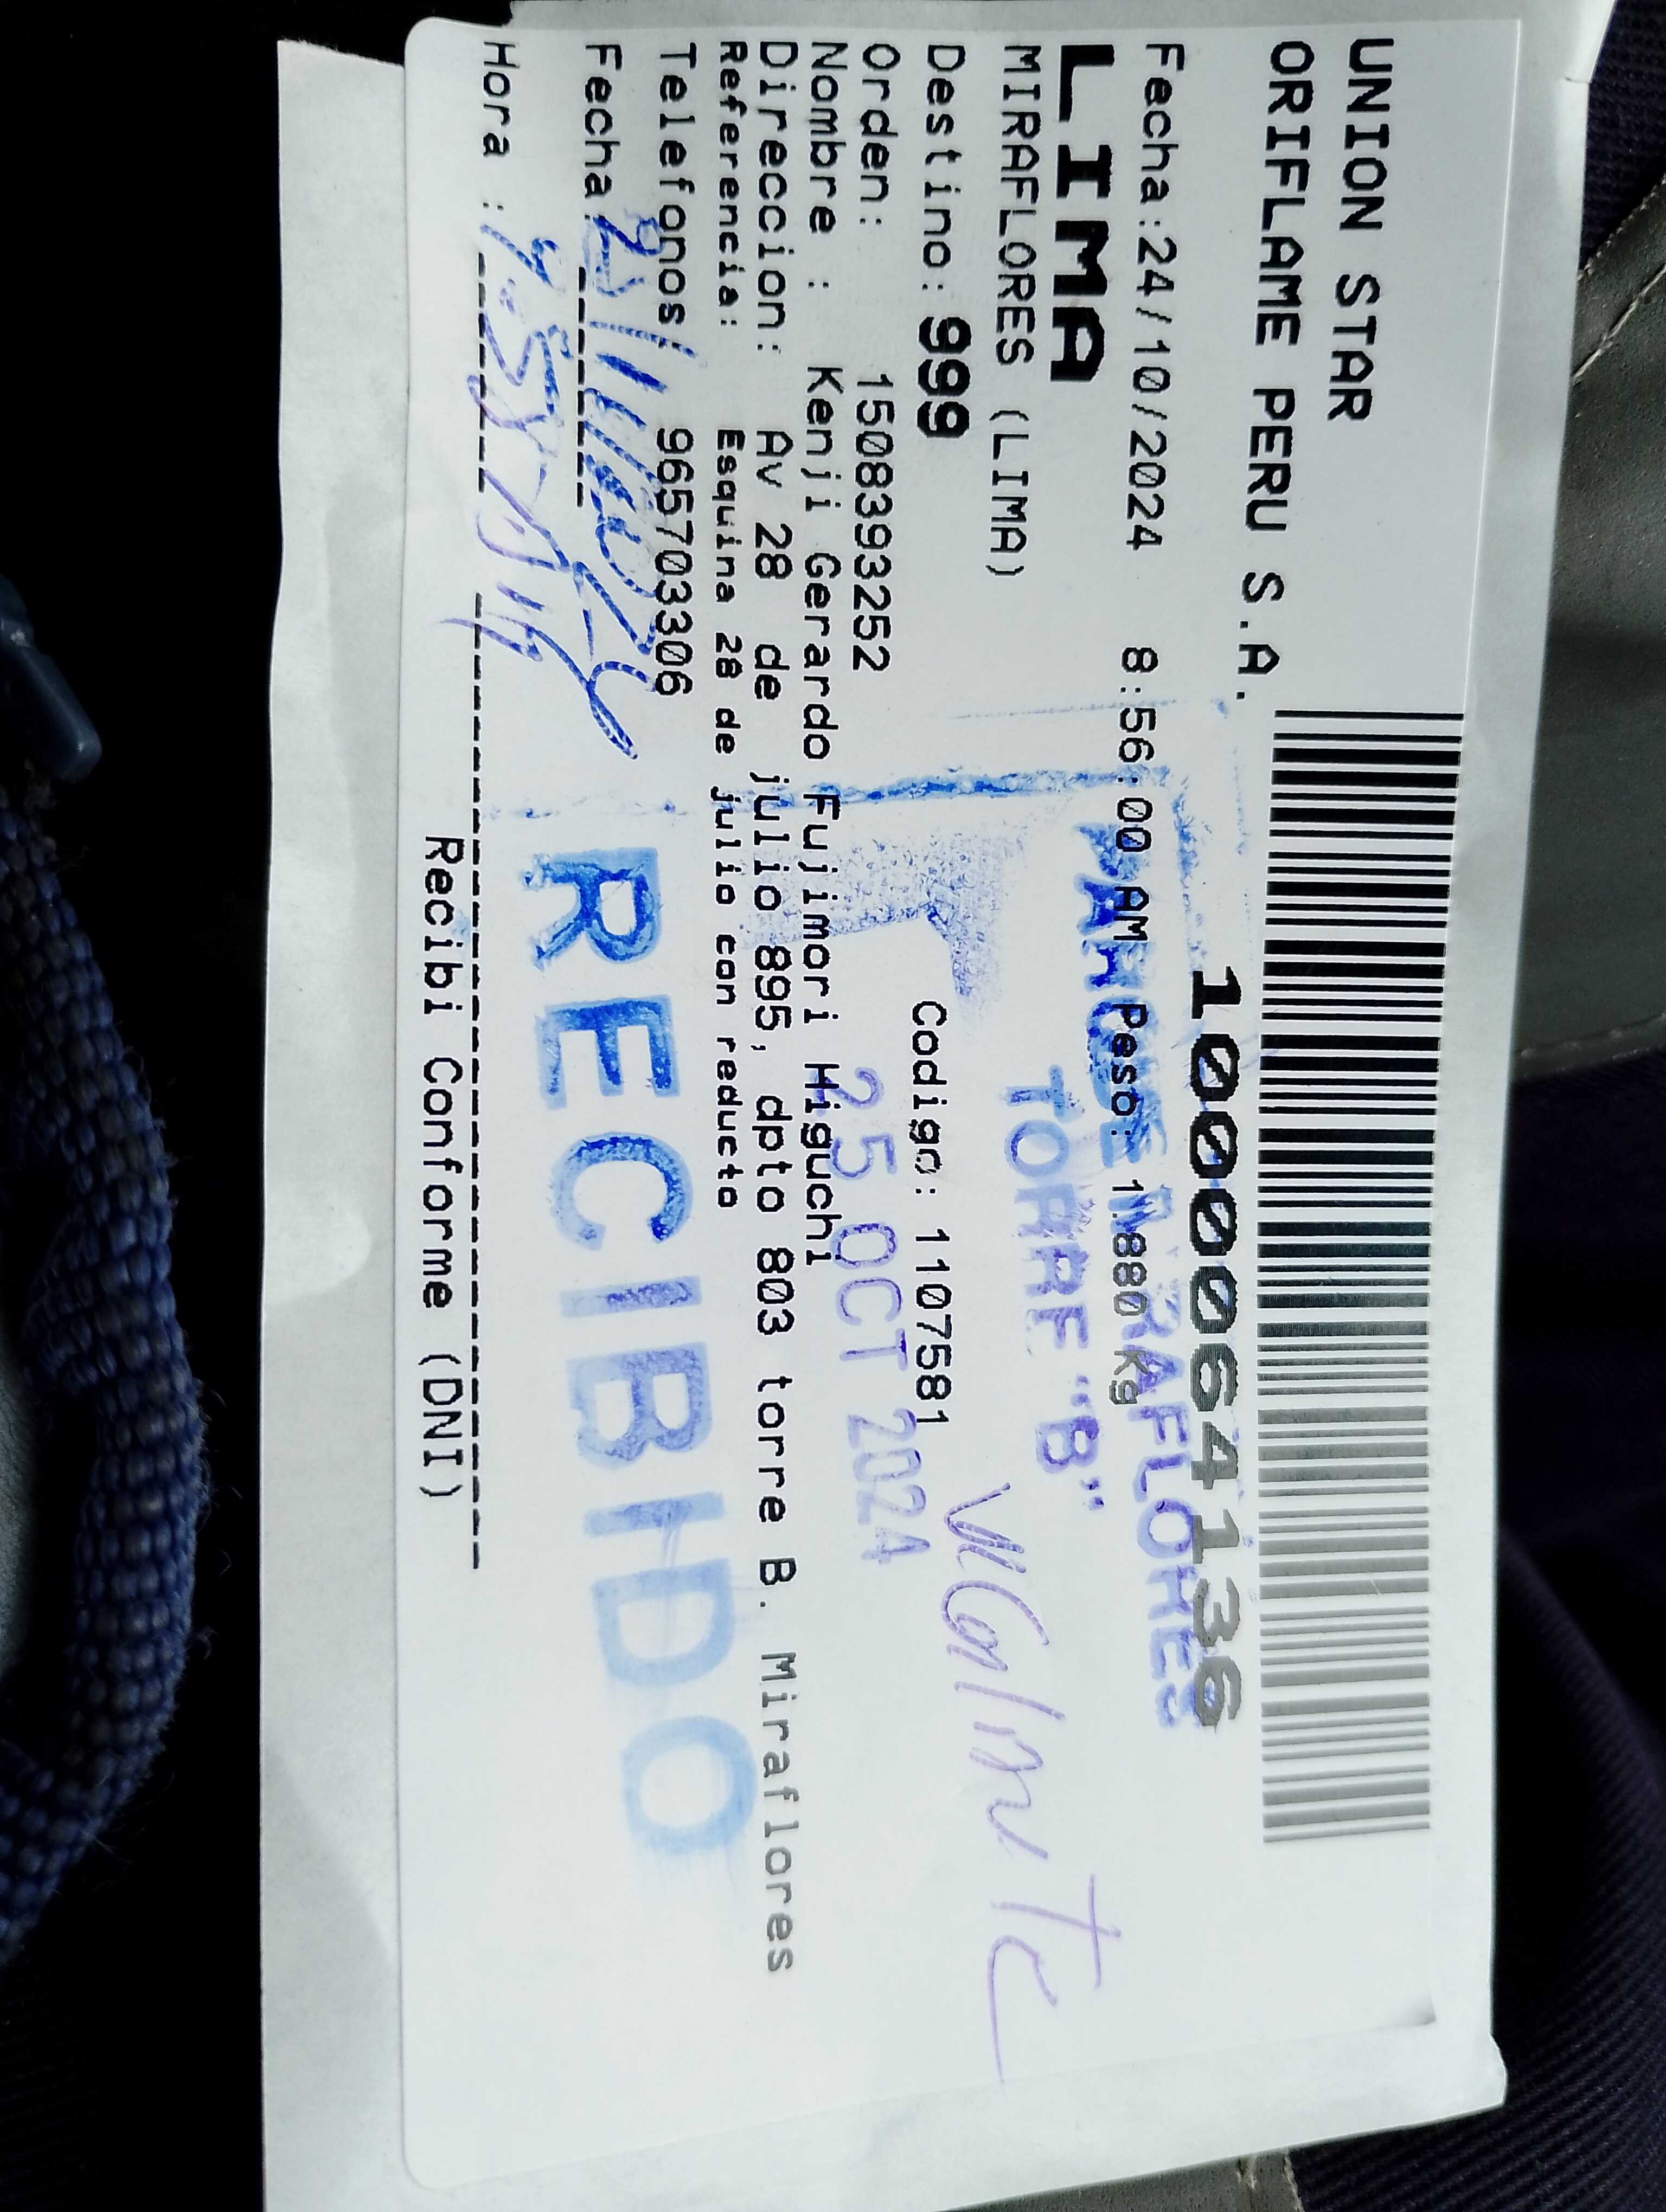 UNION STAR
ORIFLAME PERU S.A.
10000064136
Fecha:24/10/2024 8:56:00 AM Peso: 1.880 Kg
LIMA
MIRAFLORES (LIMA)
Destino: 999 Codigo: 1107581
Orden: 1508393252
Nombre : Kenji Gerardo Fujimori Higuchi
Direccion: Av 28 de julio 895, dpto 803 torre B. Miraflores
Referencia: Esquina 28 de julio con reducto
Telefonos: 965703306
Fecha:
Hora :
Recibi Conforme (DNI)
MIRAFLORES
TORRE "B"
25 OCT 2024
RECIBIDO